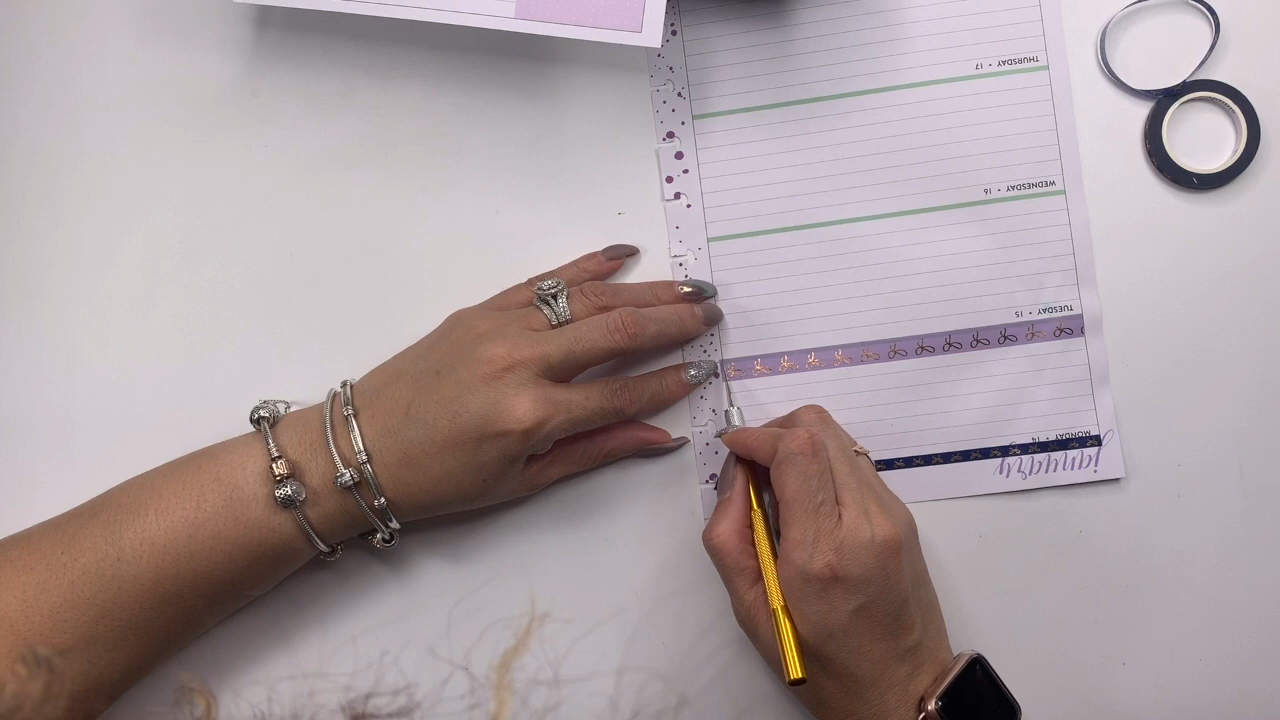 january
MONDAY • 14
TUESDAY • 15
WEDNESDAY • 16
THURSDAY • 17